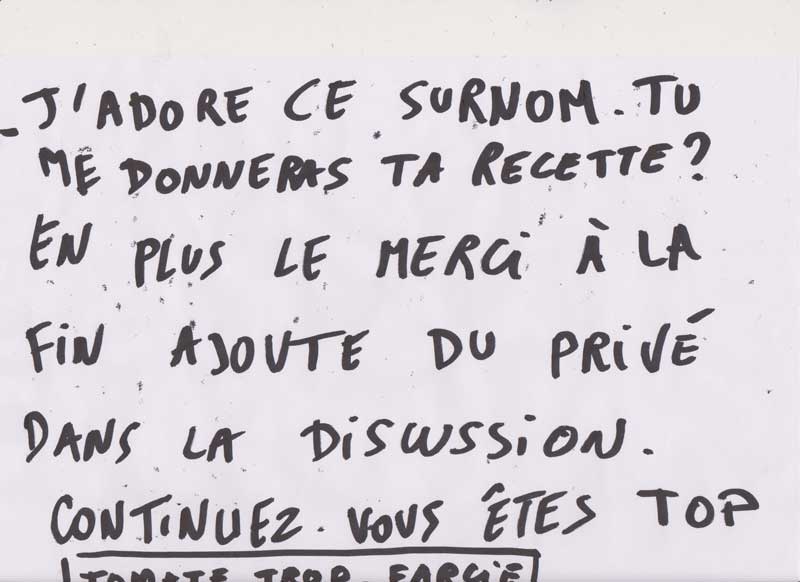 - J'ADORE CE SURNOM. TU
ME DONNERAS TA RECETTE?
EN PLUS LE MERCI À LA
FIN AJOUTE DU PRIVÉ
DANS LA DISCUSSION.
CONTINUEZ. VOUS ÊTES TOP
TOMATE TROP FARCIE